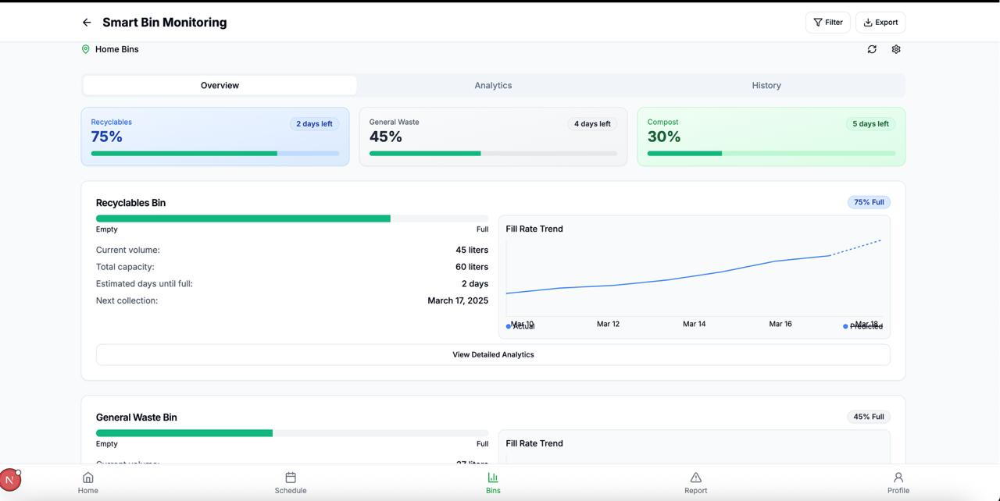 Smart Bin Monitoring
Filter
Export
Home Bins
Overview
Analytics
History
Recyclables
2 days left
75%
General Waste
4 days left
45%
Compost
5 days left
30%
Recyclables Bin
75% Full
Empty
Full
Current volume:
45 liters
Total capacity:
60 liters
Estimated days until full:
2 days
Next collection:
March 17, 2025
Fill Rate Trend
Mar 10
Mar 12
Mar 14
Mar 16
Mar 18
Actual
Predicted
View Detailed Analytics
General Waste Bin
45% Full
Empty
Full
Fill Rate Trend
Current volume:
27 liters
N
Home
Schedule
Bins
Report
Profile